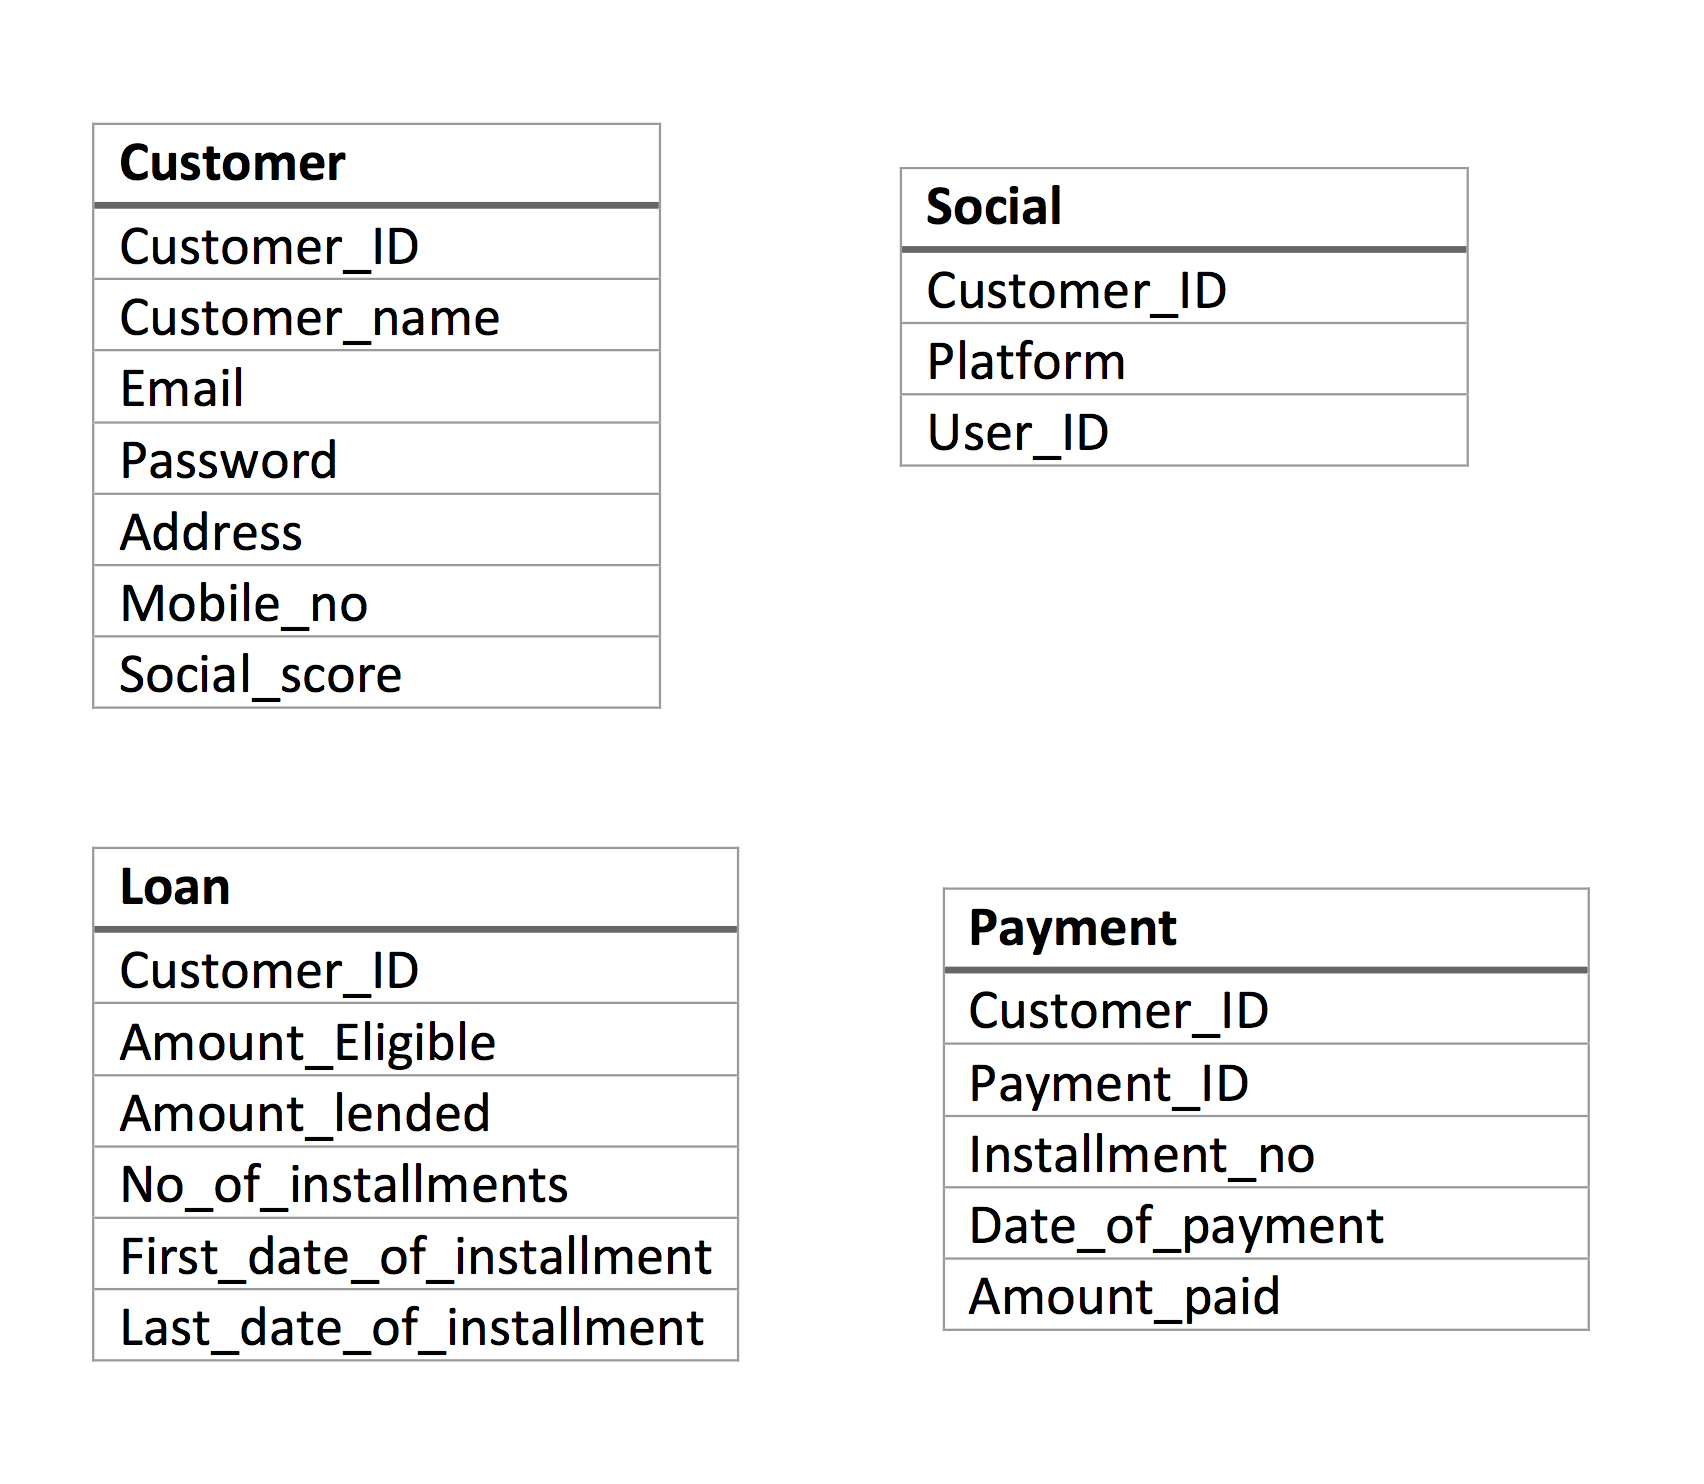 Customer
Customer_ID
Customer_name
Email
Password
Address
Mobile_no
Social_score
Social
Customer_ID
Platform
User_ID
Loan
Customer_ID
Amount_Eligible
Amount_lended
No_of_installments
First_date_of_installment
Last_date_of_installment
Payment
Customer_ID
Payment_ID
Installment_no
Date_of_payment
Amount_paid